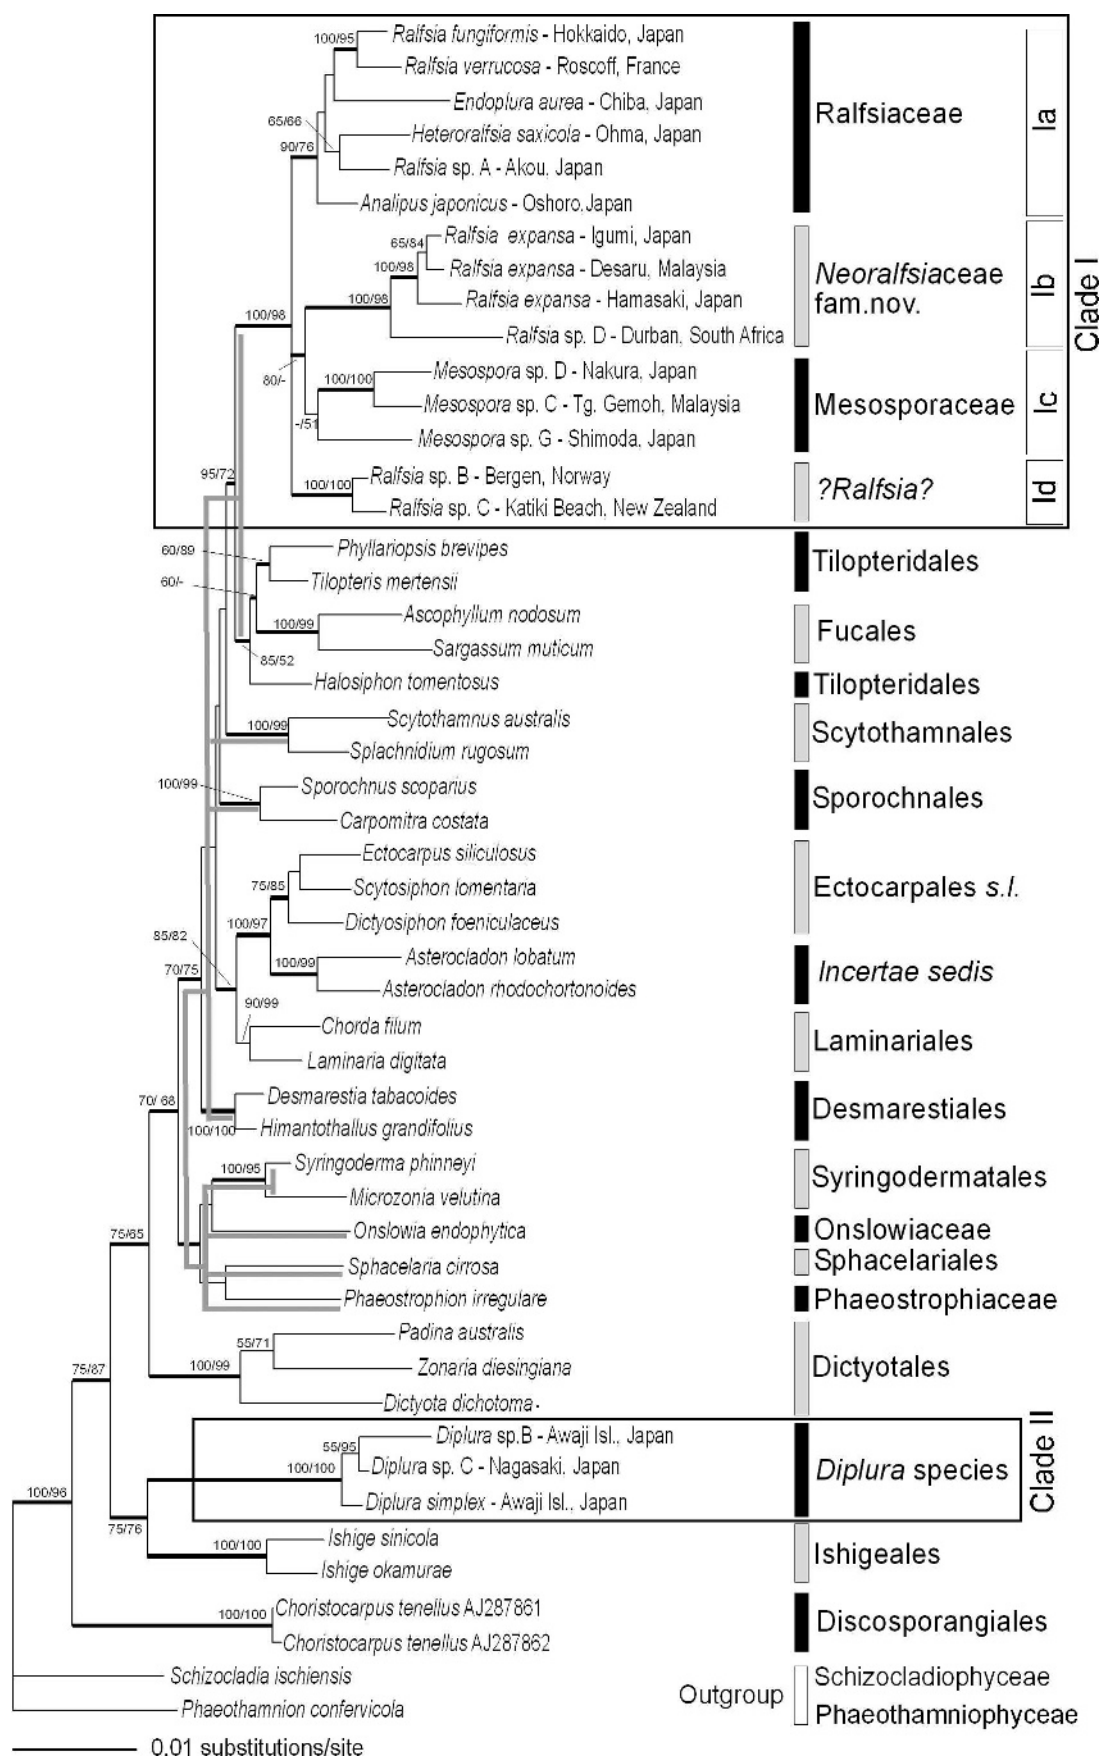 100/95
Ralfsia fungiformis - Hokkaido, Japan
Ralfsia verrucosa - Roscoff, France
Endoplura aurea - Chiba, Japan
65/66
Heteroralfsia saxicola - Ohma, Japan
90/76
Ralfsia sp. A - Akou, Japan
Analipus japonicus - Oshoro,Japan
Ralfsiaceae
Ia
65/84
Ralfsia expansa - Igumi, Japan
100/98
Ralfsia expansa - Desaru, Malaysia
Ralfsia expansa - Hamasaki, Japan
100/98
Ralfsia sp. D - Durban, South Africa
Neoralfsiaceae
fam.nov.
Ib
Clade I
100/98
80/-
100/100
Mesospora sp. D - Nakura, Japan
Mesospora sp. C - Tg. Gemoh, Malaysia
-/51
Mesospora sp. G - Shimoda, Japan
Mesosporaceae
Ic
95/72
100/100
Ralfsia sp. B - Bergen, Norway
Ralfsia sp. C - Katiki Beach, New Zealand
?Ralfsia?
Id
60/89
Phyllariopsis brevipes
60/-
Tilopteris mertensii
Tilopteridales
100/99
Ascophyllum nodosum
Sargassum muticum
Fucales
85/52
Halosiphon tomentosus
Tilopteridales
100/99
Scytothamnus australis
Splachnidium rugosum
Scytothamnales
100/99
Sporochnus scoparius
Carpomitra costata
Sporochnales
Ectocarpus siliculosus
75/85
Scytosiphon lomentaria
100/97
Dictyosiphon foeniculaceus
Ectocarpales s.l.
85/82
100/99
Asterocladon lobatum
Asterocladon rhodochortonoides
Incertae sedis
70/75
90/99
Chorda filum
Laminaria digitata
Laminariales
70/ 68
Desmarestia tabacoides
100/100
Himantothallus grandifolius
Desmarestiales
100/95
Syringoderma phinneyi
Microzonia velutina
Syringodermatales
75/65
Onslowia endophytica
Onslowiaceae
Sphacelaria cirrosa
Sphacelariales
Phaeostrophion irregulare
Phaeostrophiaceae
75/87
55/71
Padina australis
100/99
Zonaria diesingiana
Dictyota dichotoma
Dictyotales
55/95
Diplura sp.B - Awaji Isl., Japan
100/100
Diplura sp. C - Nagasaki. Japan
Diplura simplex - Awaji Isl., Japan
Diplura species
Clade II
100/96
75/76
100/100
Ishige sinicola
Ishige okamurae
Ishigeales
100/100
Choristocarpus tenellus AJ287861
Choristocarpus tenellus AJ287862
Discosporangiales
Schizocladia ischiensis
Phaeothamnion confervicola
Outgroup
Schizocladiophyceae
Phaeothamniophyceae
0.01 substitutions/site